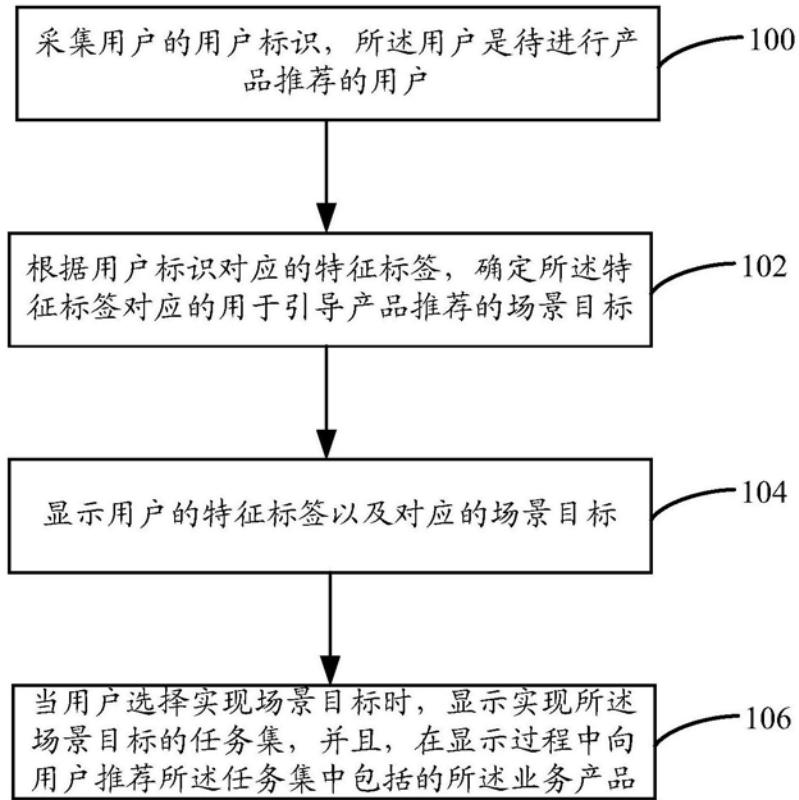 采集用户的用户标识，所述用户是待进行产
品推荐的用户
100
根据用户标识对应的特征标签，确定所述特
征标签对应的用于引导产品推荐的场景目标
102
显示用户的特征标签以及对应的场景目标
104
当用户选择实现场景目标时，显示实现所述
场景目标的任务集，并且，在显示过程中向
用户推荐所述任务集中包括的所述业务产品
106